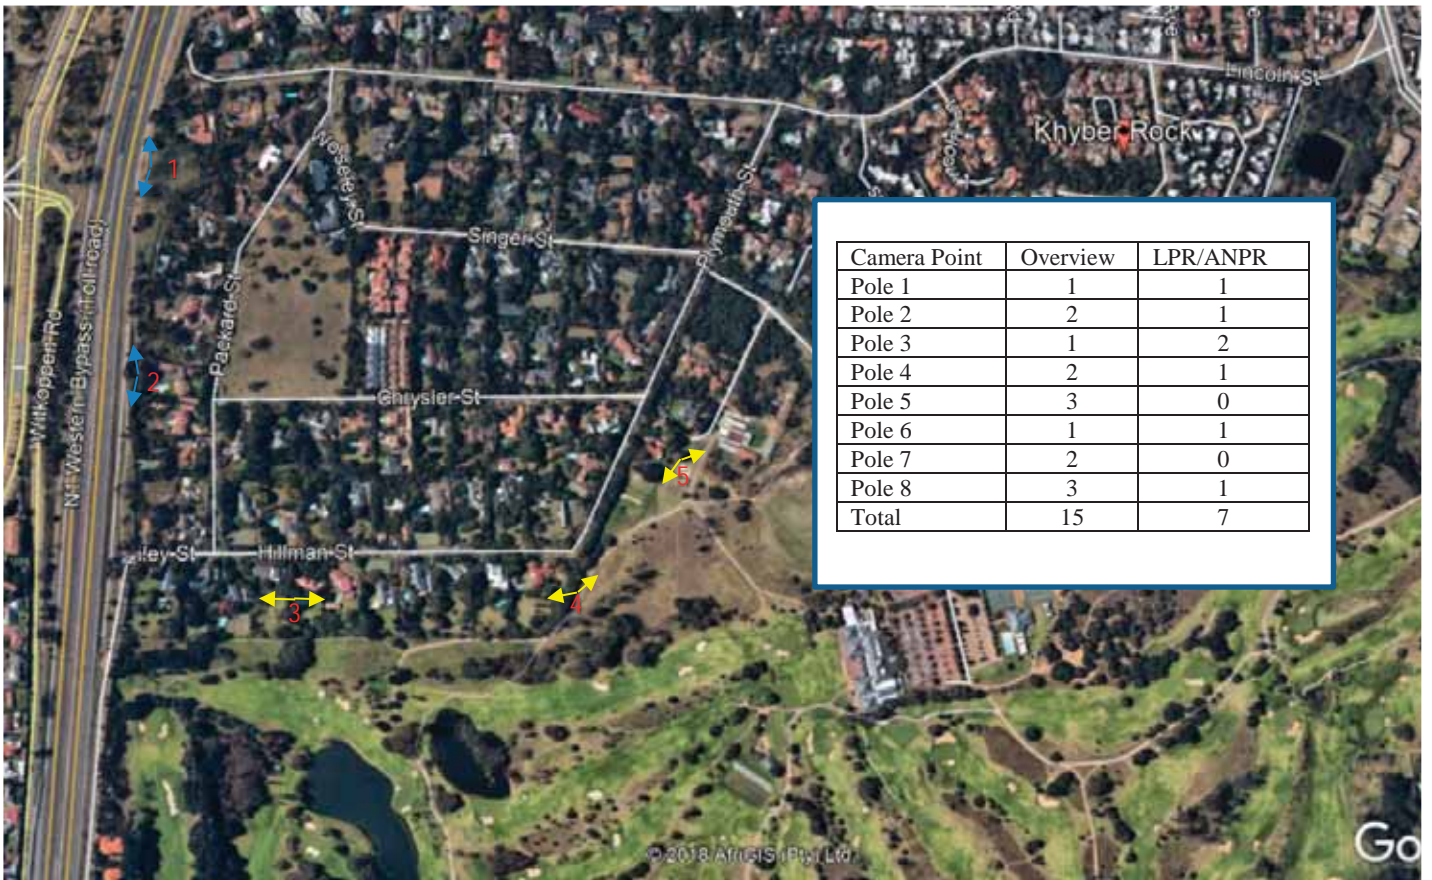 Lincoln St
Khyber Rock
Noseley St
Plymouth St
Singer St
Packard St
Witkoppen Rd
N1 Western Bypass (Toll road)
Chrysler St
Hillman St
1
2
3
4
5
Camera Point Overview LPR/ANPR
Pole 1 1 1
Pole 2 2 1
Pole 3 1 2
Pole 4 2 1
Pole 5 3 0
Pole 6 1 1
Pole 7 2 0
Pole 8 3 1
Total 15 7
© 2018 AfriGIS (Pty) Ltd.
Go